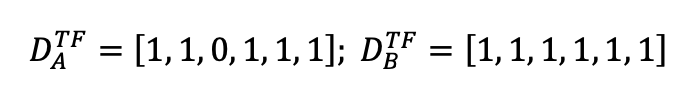 $D_A^{TF} = [1, 1, 0, 1, 1, 1]; \; D_B^{TF} = [1, 1, 1, 1, 1, 1]$